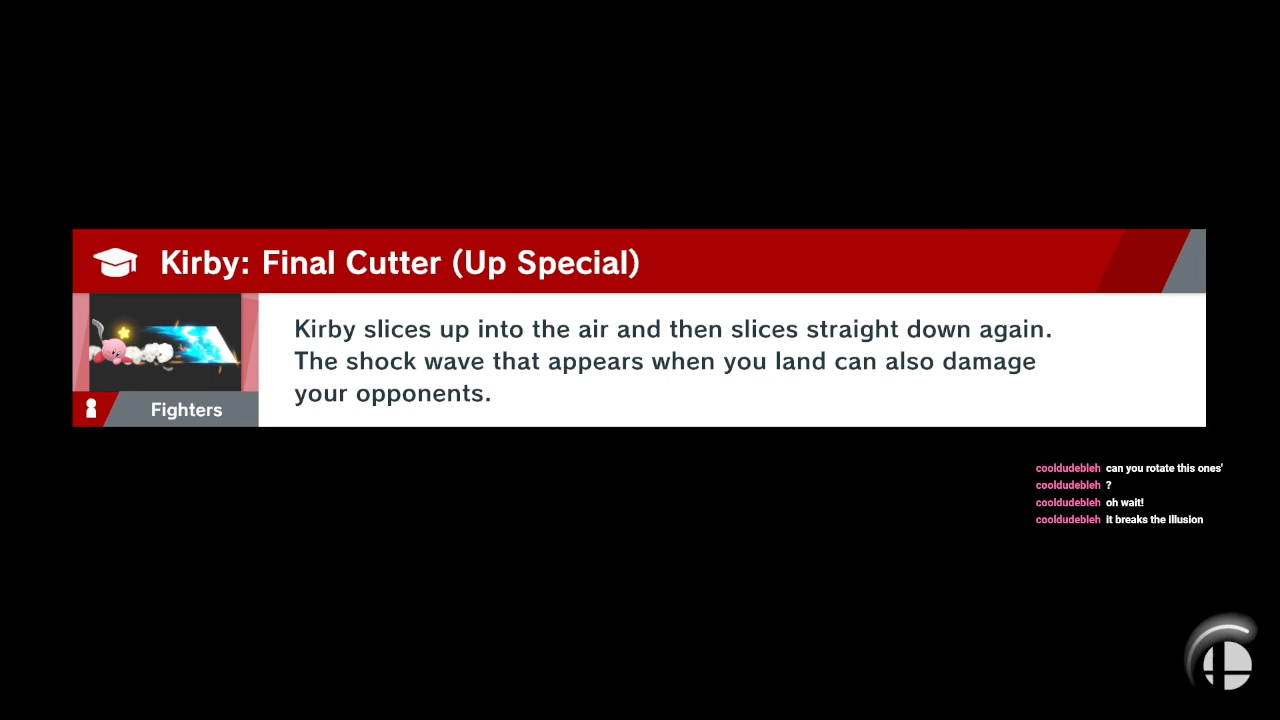 Kirby: Final Cutter (Up Special)
Kirby slices up into the air and then slices straight down again.
The shock wave that appears when you land can also damage
your opponents.
Fighters
cooldudebleh can you rotate this ones'
cooldudebleh ?
cooldudebleh oh wait!
cooldudebleh it breaks the illusion